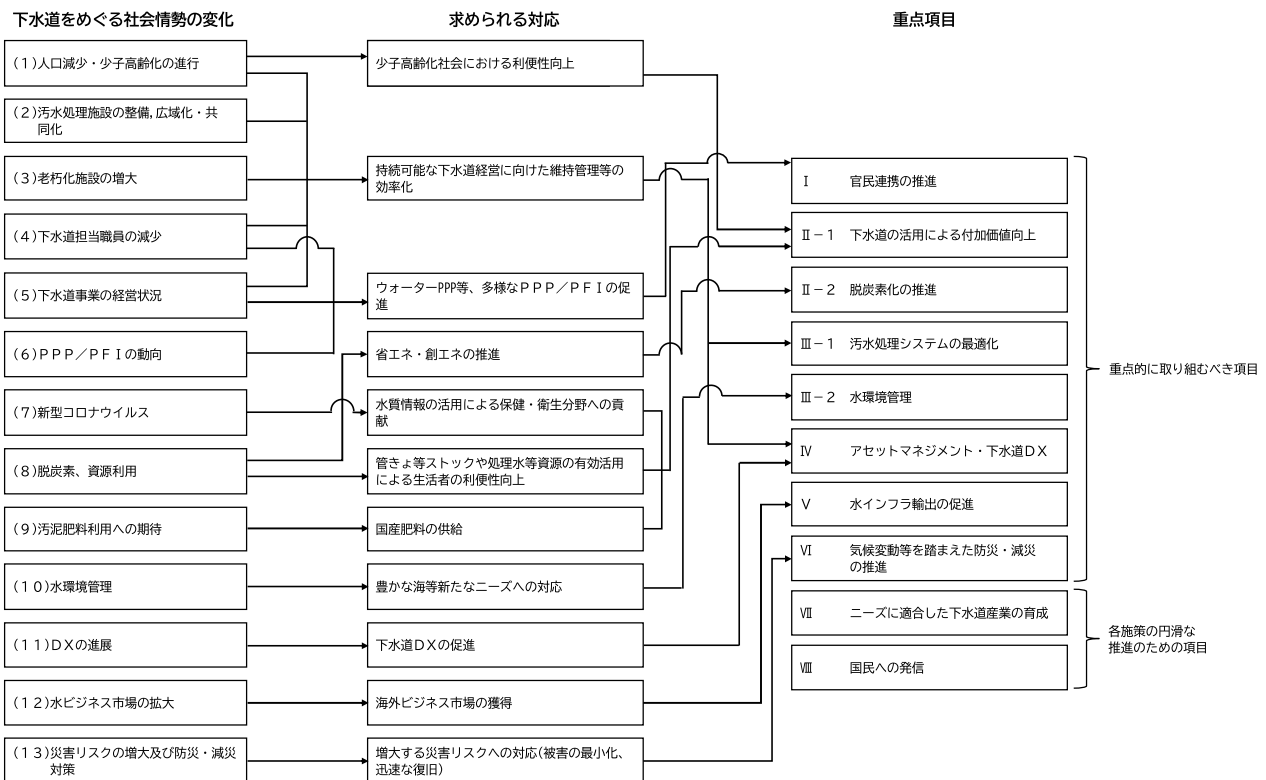 下水道をめぐる社会情勢の変化
求められる対応
重点項目
(1)人口減少・少子高齢化の進行
(2)汚水処理施設の整備,広域化・共
同化
(3)老朽化施設の増大
(4)下水道担当職員の減少
(5)下水道事業の経営状況
(6)PPP/PFIの動向
(7)新型コロナウイルス
(8)脱炭素、資源利用
(9)汚泥肥料利用への期待
(10)水環境管理
(11)DXの進展
(12)水ビジネス市場の拡大
(13)災害リスクの増大及び防災・減災
対策
少子高齢化社会における利便性向上
持続可能な下水道経営に向けた維持管理等の
効率化
ウォーターPPP等、多様なPPP/PFIの促
進
省エネ・創エネの推進
水質情報の活用による保健・衛生分野への貢
献
管きょ等ストックや処理水等資源の有効活用
による生活者の利便性向上
国産肥料の供給
豊かな海等新たなニーズへの対応
下水道DXの促進
海外ビジネス市場の獲得
増大する災害リスクへの対応(被害の最小化、
迅速な復旧)
Ⅰ 官民連携の推進
Ⅱ-1 下水道の活用による付加価値向上
Ⅱ-2 脱炭素化の推進
Ⅲ-1 汚水処理システムの最適化
Ⅲ-2 水環境管理
Ⅳ アセットマネジメント・下水道DX
Ⅴ 水インフラ輸出の促進
Ⅵ 気候変動等を踏まえた防災・減災
の推進
Ⅶ ニーズに適合した下水道産業の育成
Ⅷ 国民への発信
重点的に取り組むべき項目
各施策の円滑な
推進のための項目